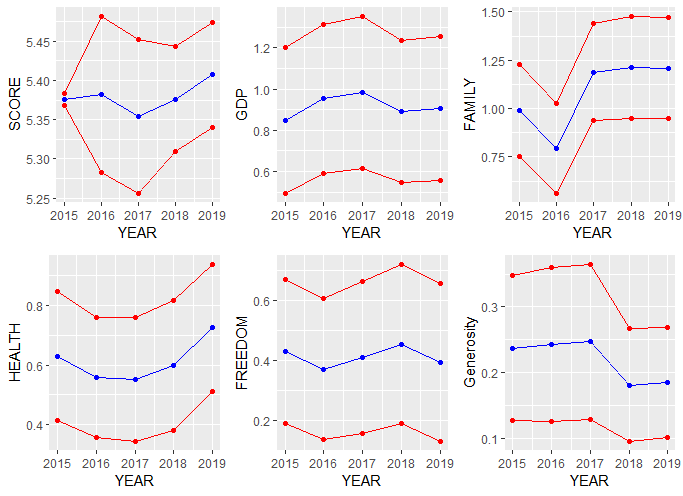 SCORE
5.45
5.40
5.35
5.30
5.25
2015 2016 2017 2018 2019
YEAR
GDP
1.2
1.0
0.8
0.6
2015 2016 2017 2018 2019
YEAR
FAMILY
1.50
1.25
1.00
0.75
2015 2016 2017 2018 2019
YEAR
HEALTH
0.8
0.6
0.4
2015 2016 2017 2018 2019
YEAR
FREEDOM
0.6
0.4
0.2
2015 2016 2017 2018 2019
YEAR
Generosity
0.3
0.2
0.1
2015 2016 2017 2018 2019
YEAR